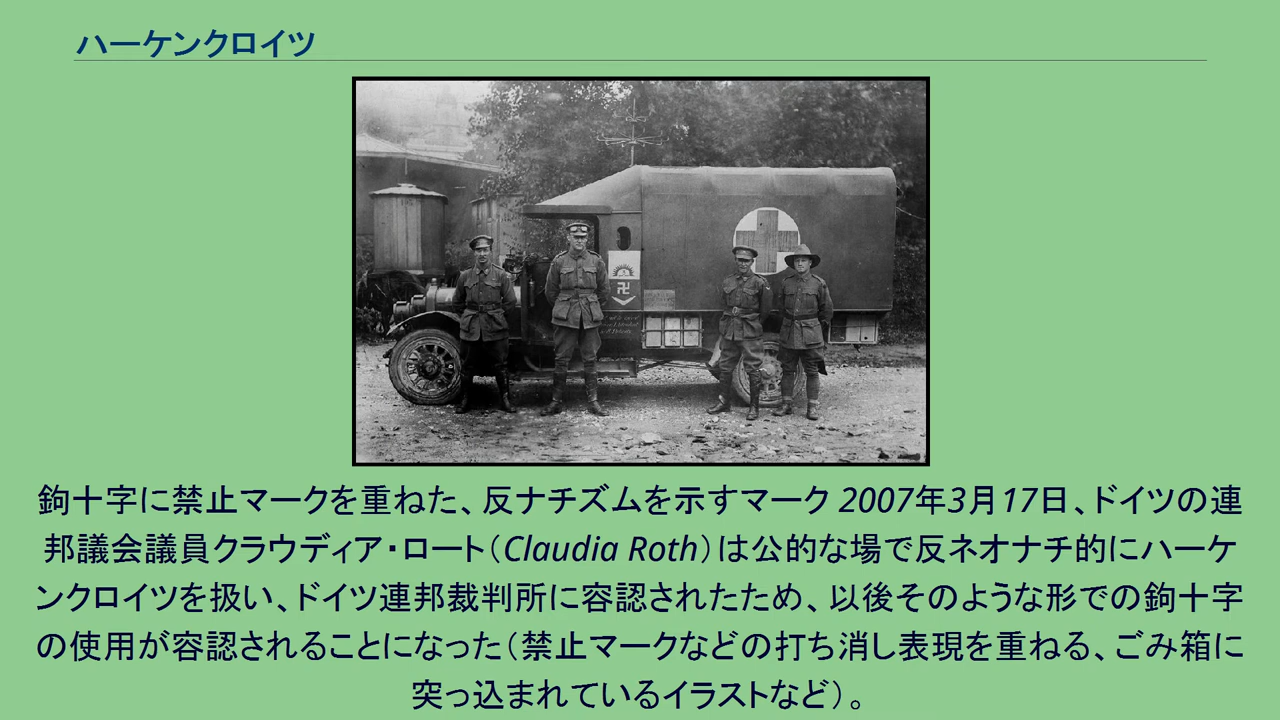 ハーケンクロイツ
卍
鉤十字に禁止マークを重ねた、反ナチズムを示すマーク 2007年3月17日、ドイツの連
邦議会議員クラウディア・ロート（Claudia Roth）は公的な場で反ネオナチ的にハーケ
ンクロイツを扱い、ドイツ連邦裁判所に容認されたため、以後そのような形での鉤十字
の使用が容認されることになった（禁止マークなどの打ち消し表現を重ねる、ごみ箱に
突っ込まれているイラストなど）。